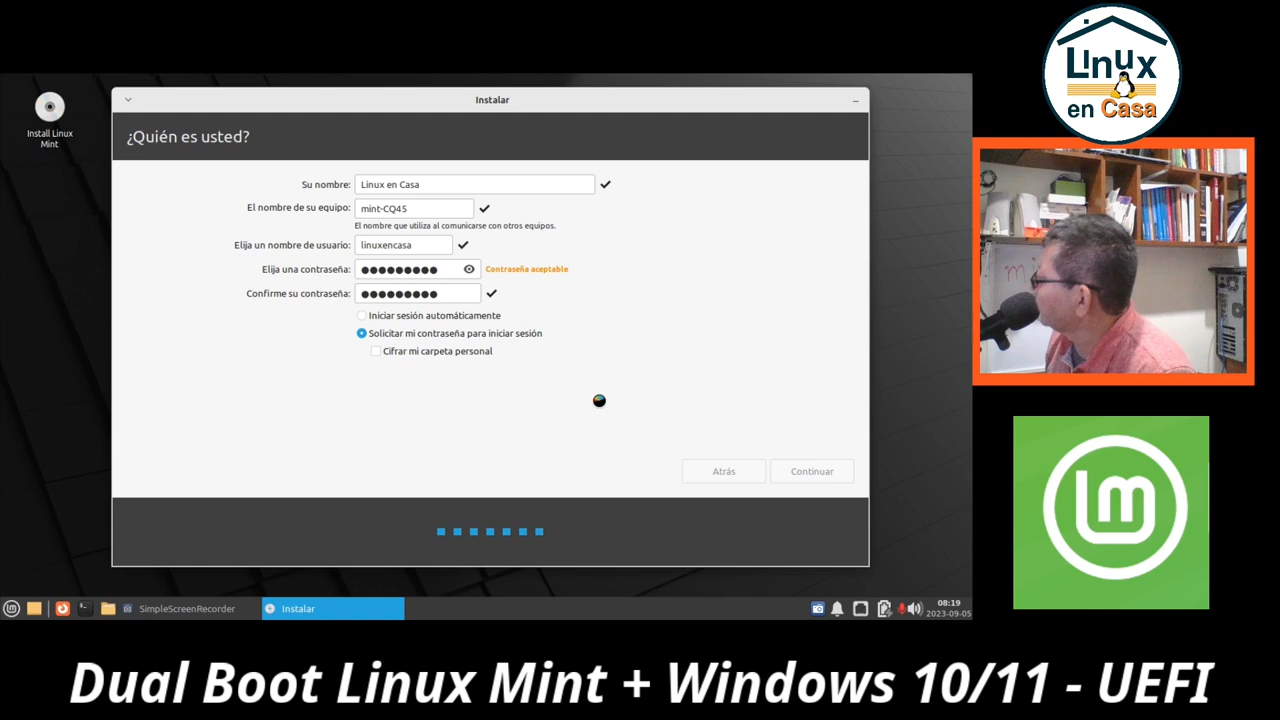 Linux
en Casa
Instalar
Install Linux
Mint
¿Quién es usted?
Su nombre: Linux en Casa
El nombre de su equipo: mint-CQ45
El nombre que utiliza al comunicarse con otros equipos.
Elija un nombre de usuario: linuxencasa
Elija una contraseña: ●●●●●●●●● Contraseña aceptable
Confirme su contraseña: ●●●●●●●●●
Iniciar sesión automáticamente
Solicitar mi contraseña para iniciar sesión
Cifrar mi carpeta personal
Atrás
Continuar
SimpleScreenRecorder
Instalar
08:19
2023-09-05
Dual Boot Linux Mint + Windows 10/11 - UEFI